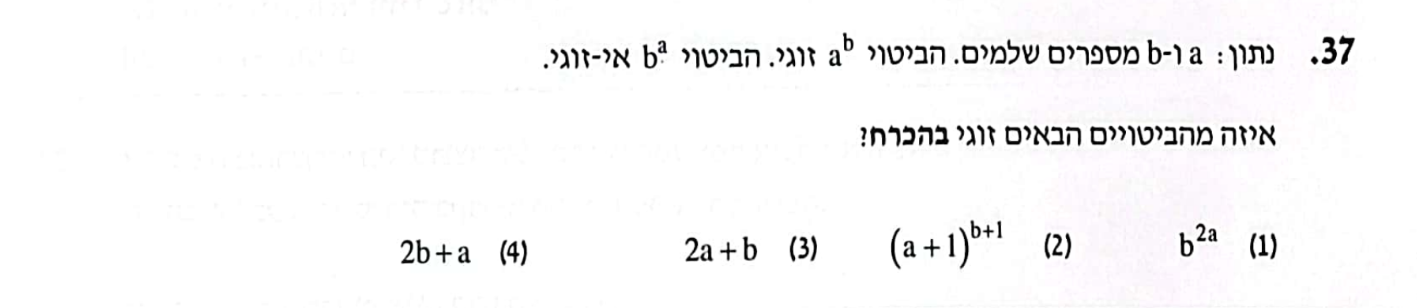 37. נתון: a ו-b מספרים שלמים. הביטוי a^b זוגי. הביטוי b^a אי-זוגי.
איזה מהביטויים הבאים זוגי בהכרח?
(1) b^{2a} (2) (a+1)^{b+1} (3) 2a+b (4) 2b+a